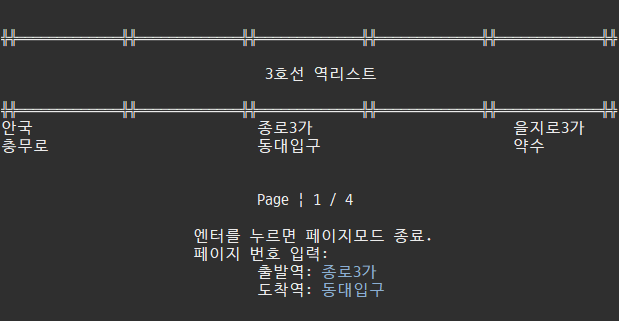 3호선 역리스트
안국 종로3가 을지로3가
충무로 동대입구 약수
Page ¦ 1 / 4
엔터를 누르면 페이지모드 종료.
페이지 번호 입력:
출발역: 종로3가
도착역: 동대입구